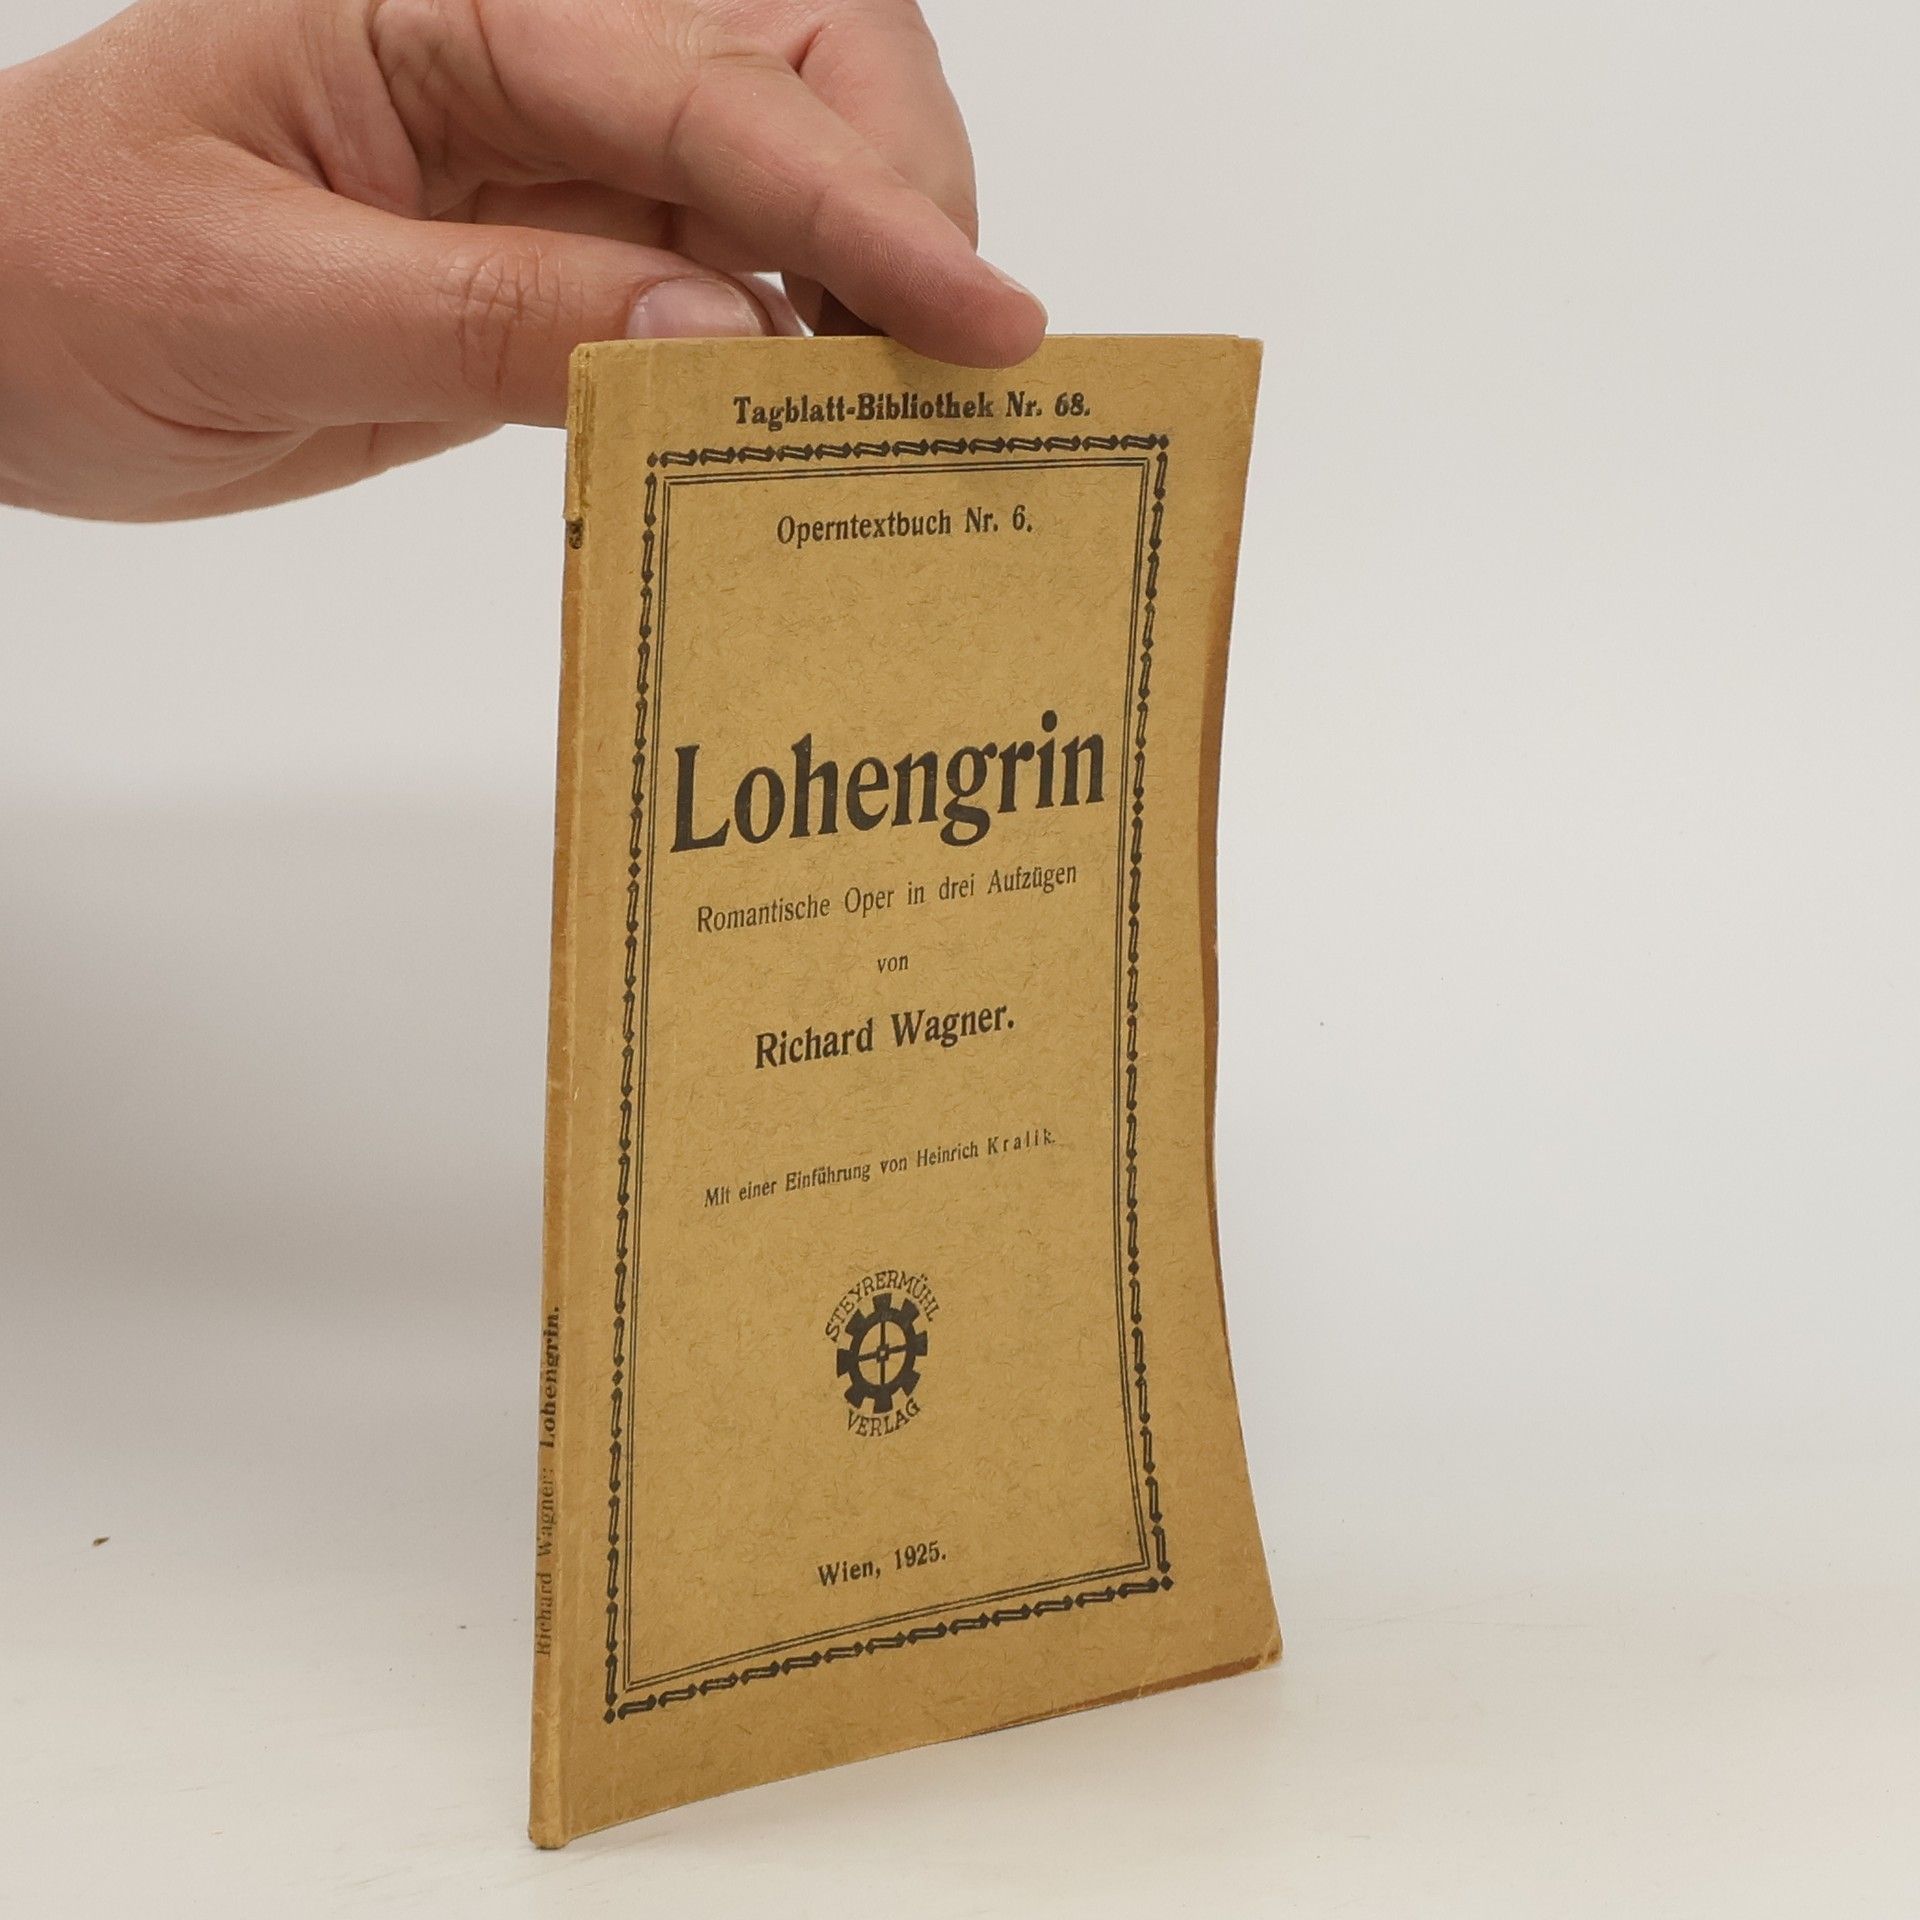 Tagblatt-Bibliothek Nr. 68.
Operntextbuch Nr. 6.
Lohengrin
Romantische Oper in drei Aufzügen
von
Richard Wagner.
Mit einer Einführung von Heinrich Kralik.
STEYRERMÜHL
VERLAG
Wien, 1925.
Richard Wagner: Lohengrin.